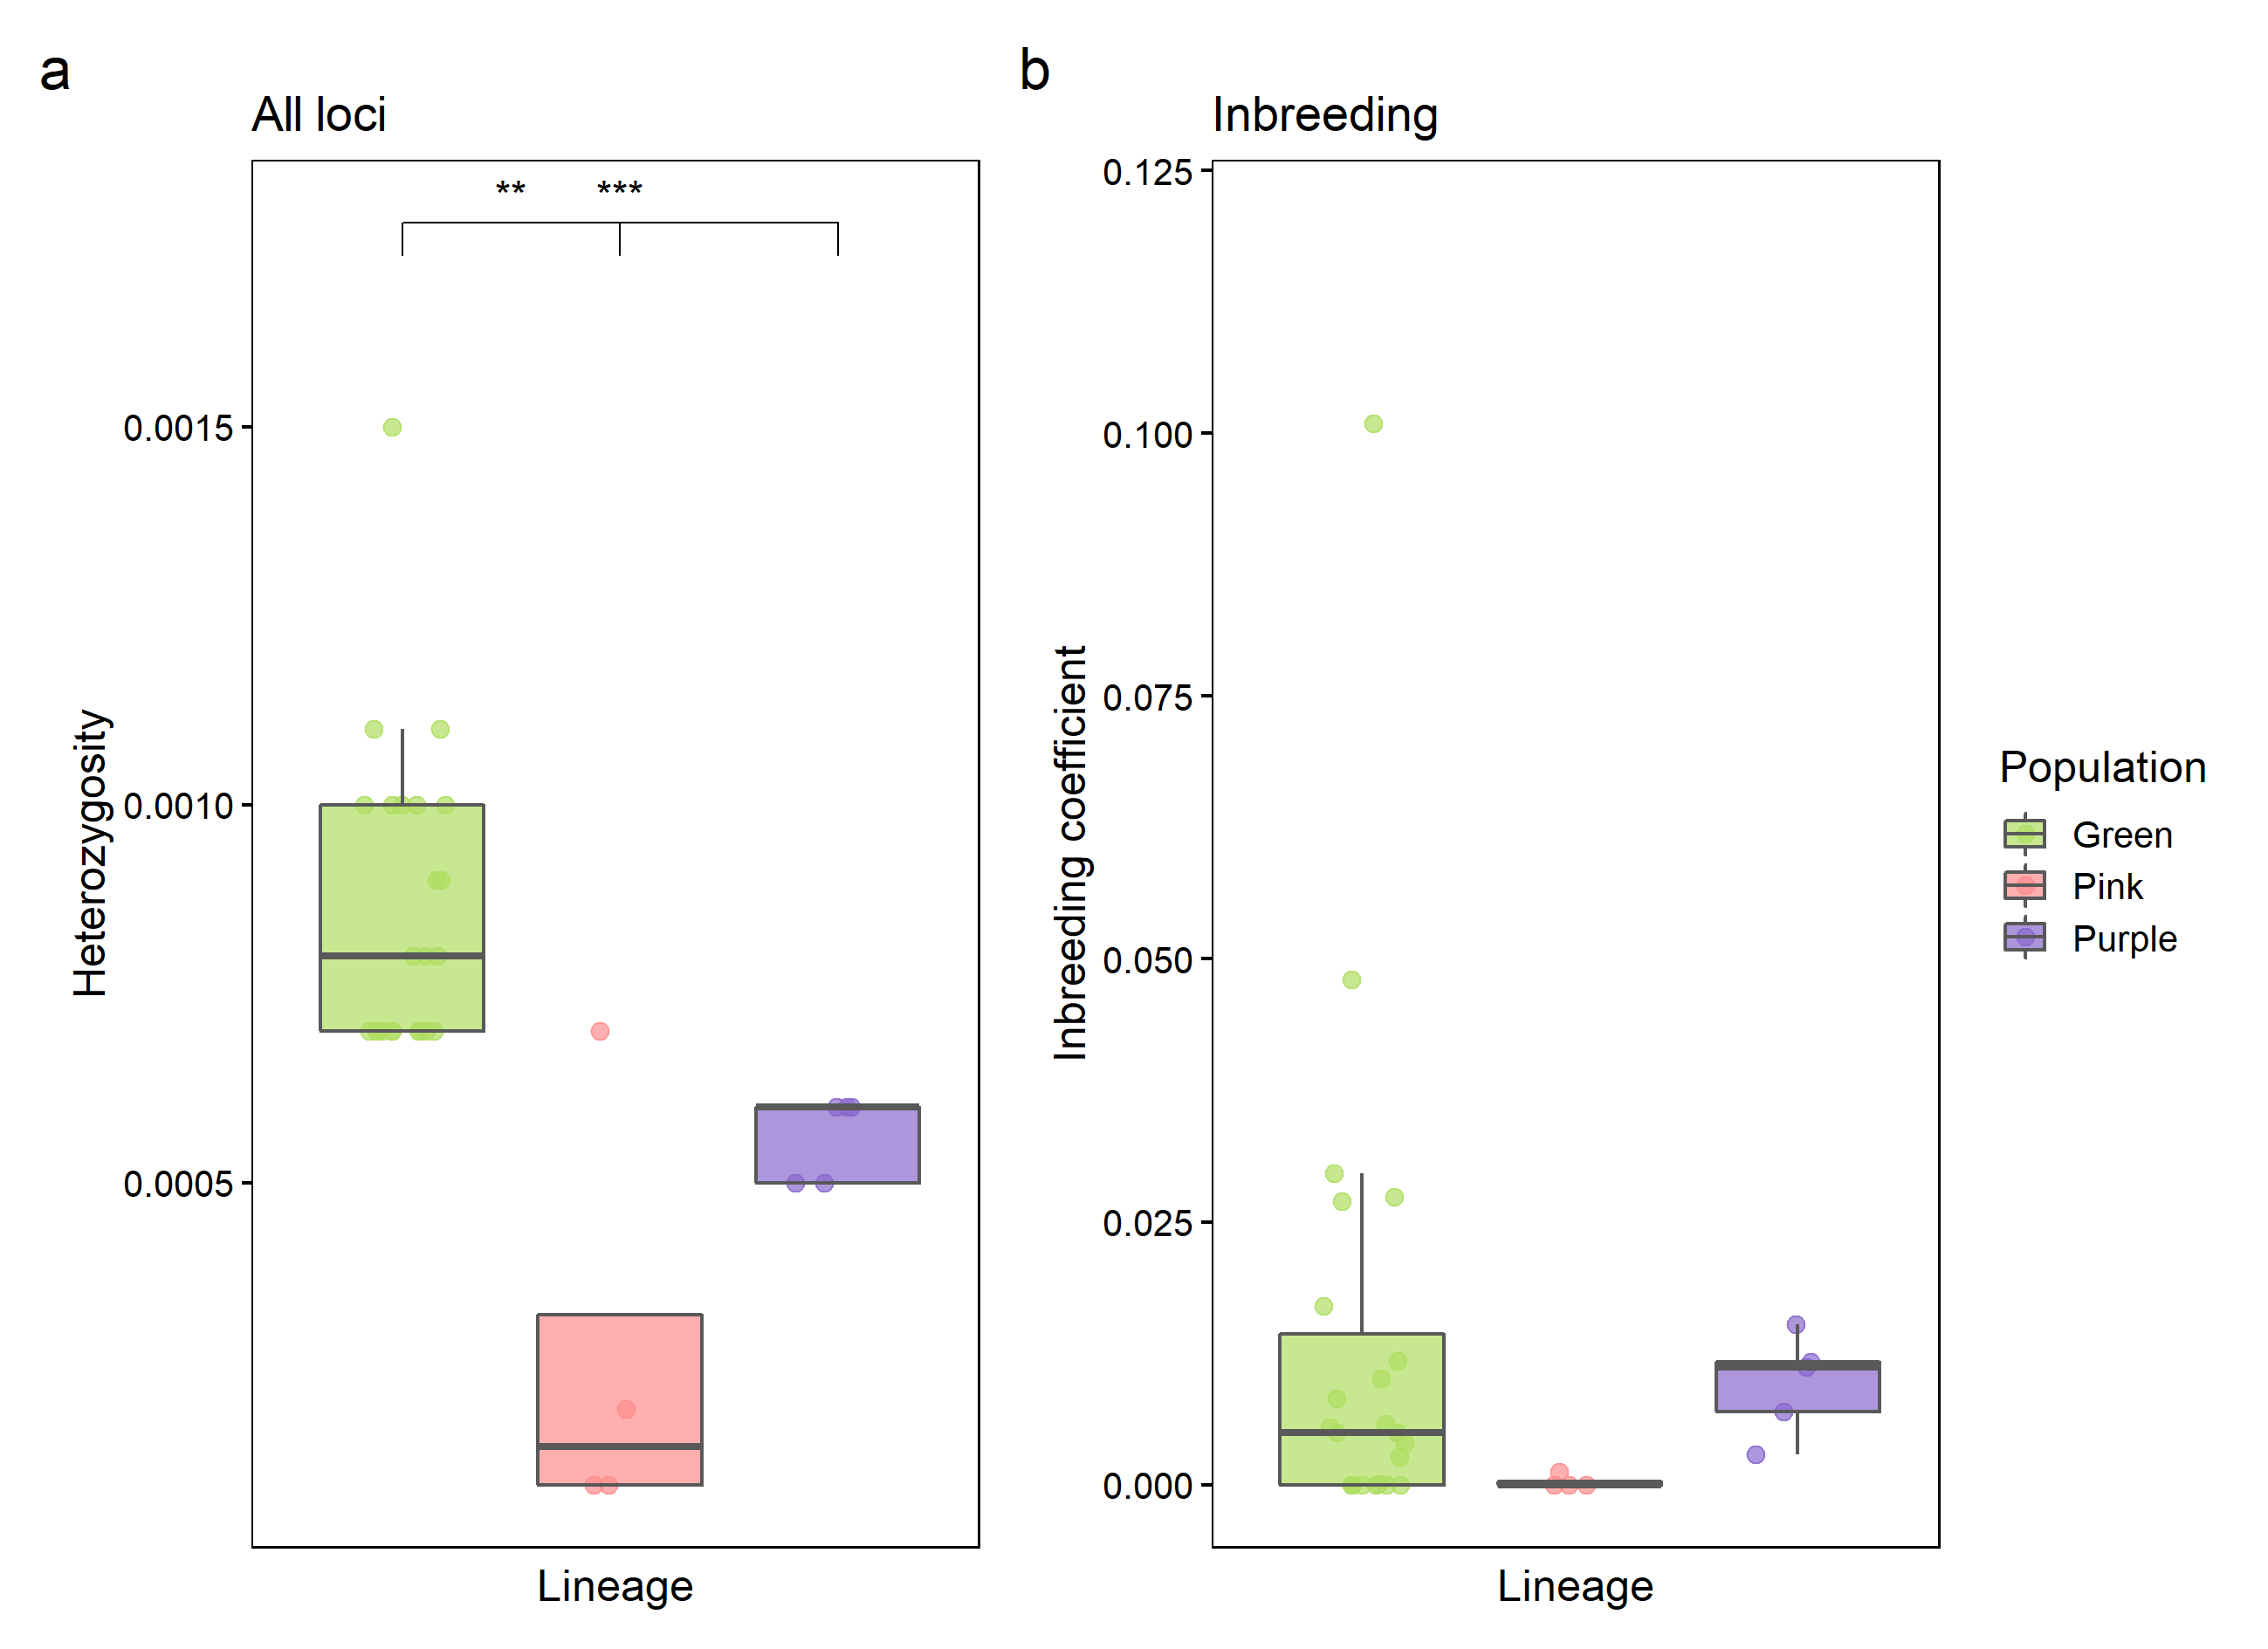 a
All loci
** ***
0.0015
0.0010
0.0005
Heterozygosity
Lineage
b
Inbreeding
0.125
0.100
0.075
0.050
0.025
0.000
Inbreeding coefficient
Lineage
Population
Green
Pink
Purple